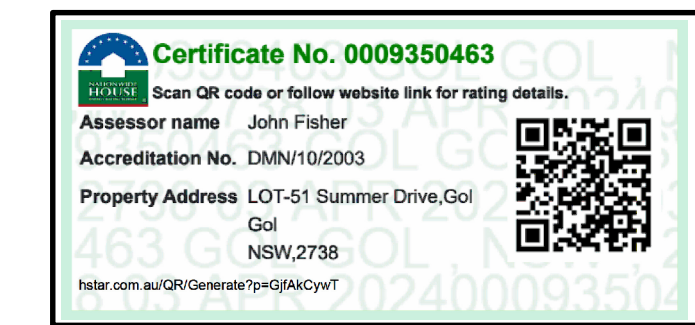 Certificate No. 0009350463
NATIONWIDE
HOUSE
Scan QR code or follow website link for rating details.
Assessor name John Fisher
Accreditation No. DMN/10/2003
Property Address LOT-51 Summer Drive,Gol
Gol
NSW,2738
hstar.com.au/QR/Generate?p=GjfAkCywT